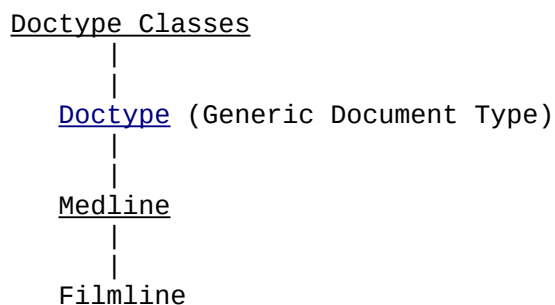 Doctype Classes
Doctype (Generic Document Type)
Medline
Filmline